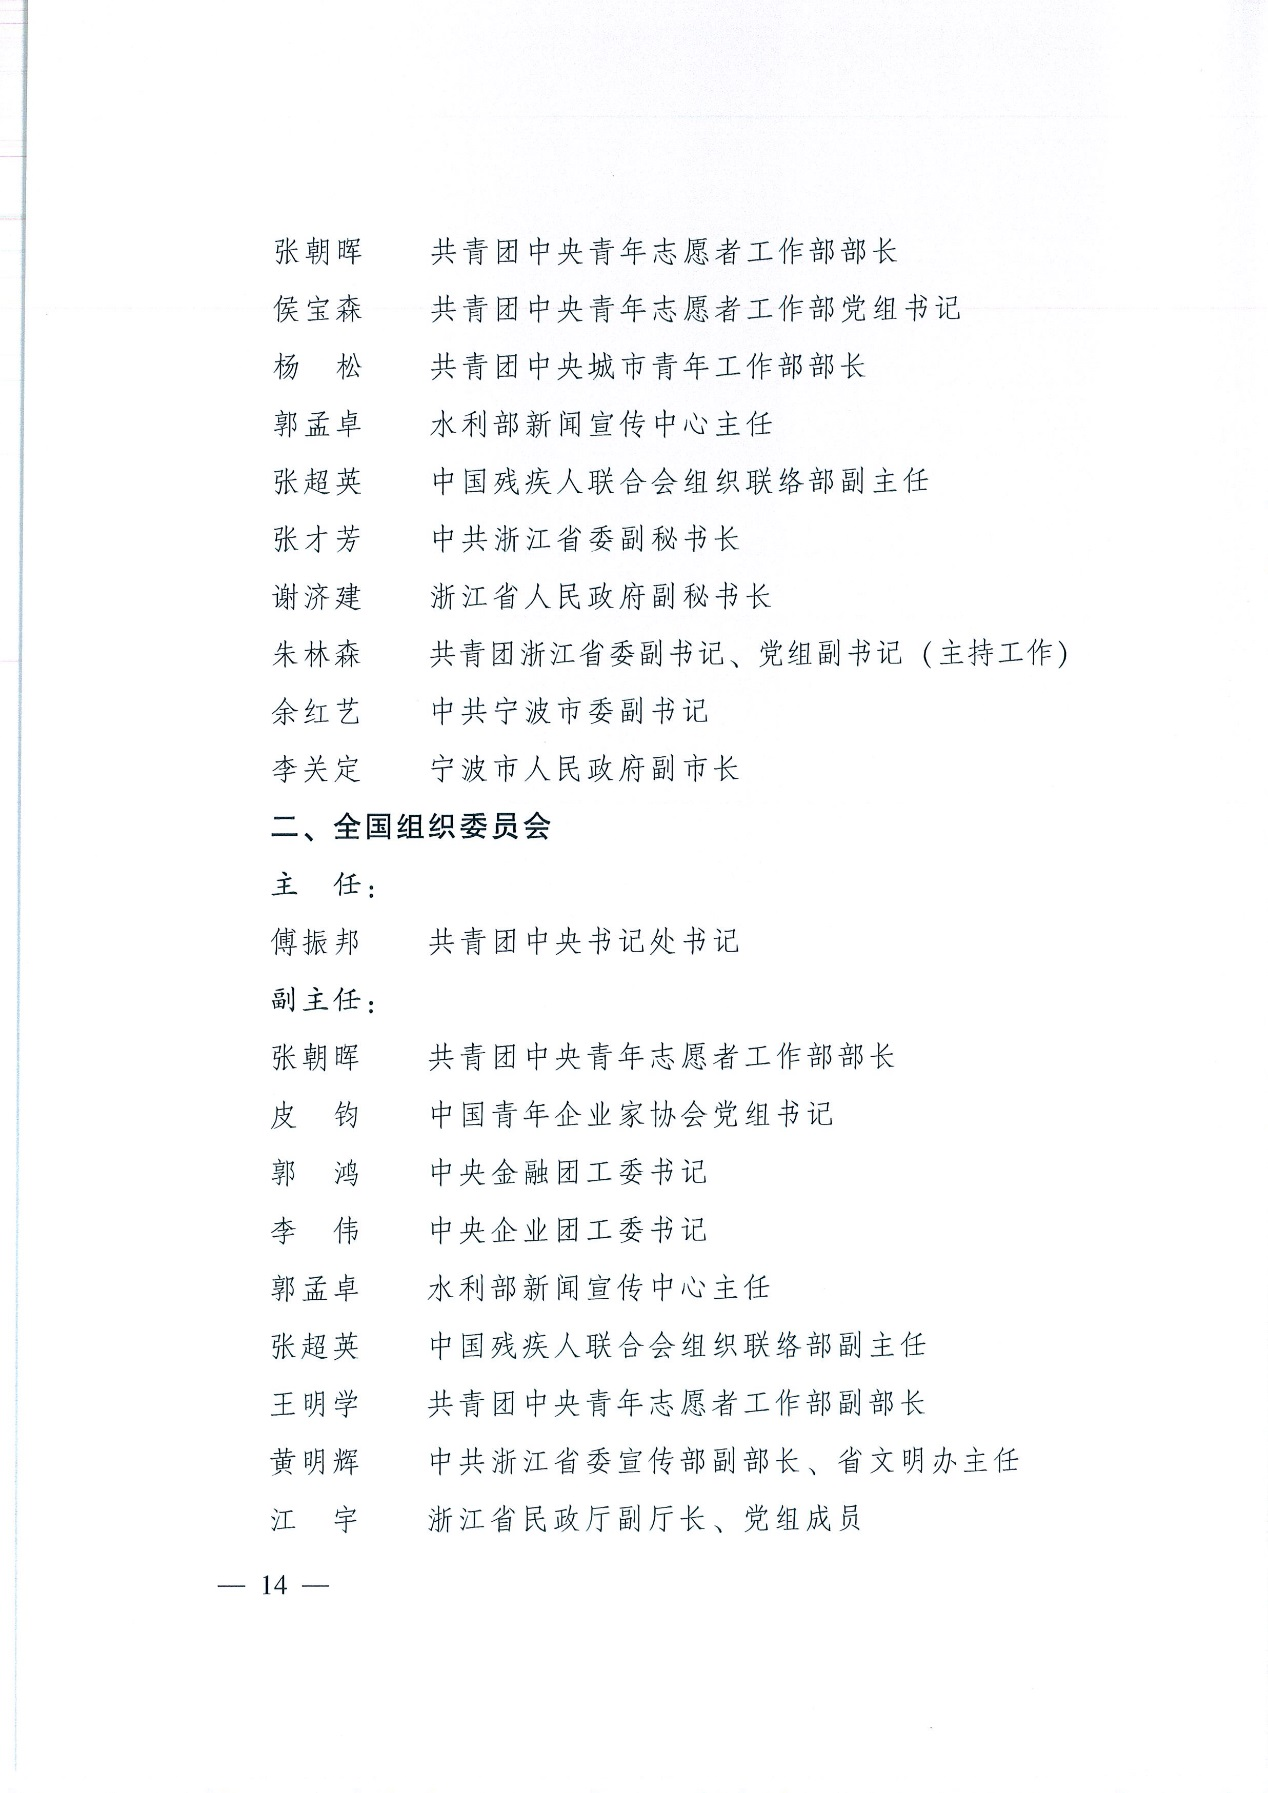 张朝晖 共青团中央青年志愿者工作部部长
侯宝森 共青团中央青年志愿者工作部党组书记
杨 松 共青团中央城市青年工作部部长
郭孟卓 水利部新闻宣传中心主任
张超英 中国残疾人联合会组织联络部副主任
张才芳 中共浙江省委副秘书长
谢济建 浙江省人民政府副秘书长
朱林森 共青团浙江省委副书记、党组副书记（主持工作）
余红艺 中共宁波市委副书记
李关定 宁波市人民政府副市长
二、全国组织委员会
主 任：
傅振邦 共青团中央书记处书记
副主任：
张朝晖 共青团中央青年志愿者工作部部长
皮 钧 中国青年企业家协会党组书记
郭 鸿 中央金融团工委书记
李 伟 中央企业团工委书记
郭孟卓 水利部新闻宣传中心主任
张超英 中国残疾人联合会组织联络部副主任
王明学 共青团中央青年志愿者工作部副部长
黄明辉 中共浙江省委宣传部副部长、省文明办主任
江 宇 浙江省民政厅副厅长、党组成员
— 14 —